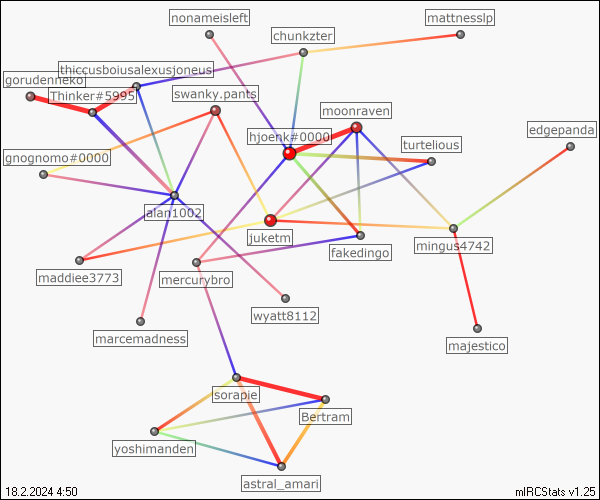 nonameisleft
mattnesslp
chunkzter
thiccusboiusalexusjoneus
gorudenneko
Thinker#5995
swanky.pants
moonraven
edgepanda
hjoenk#0000
turtelious
gnognomo#0000
alan1002
juketm
mingus4742
fakedingo
maddiee3773
mercurybro
wyatt8112
marcemadness
majestico
sorapie
Bertram
yoshimanden
astral_amari
18.2.2024 4:50
mIRCStats v1.25